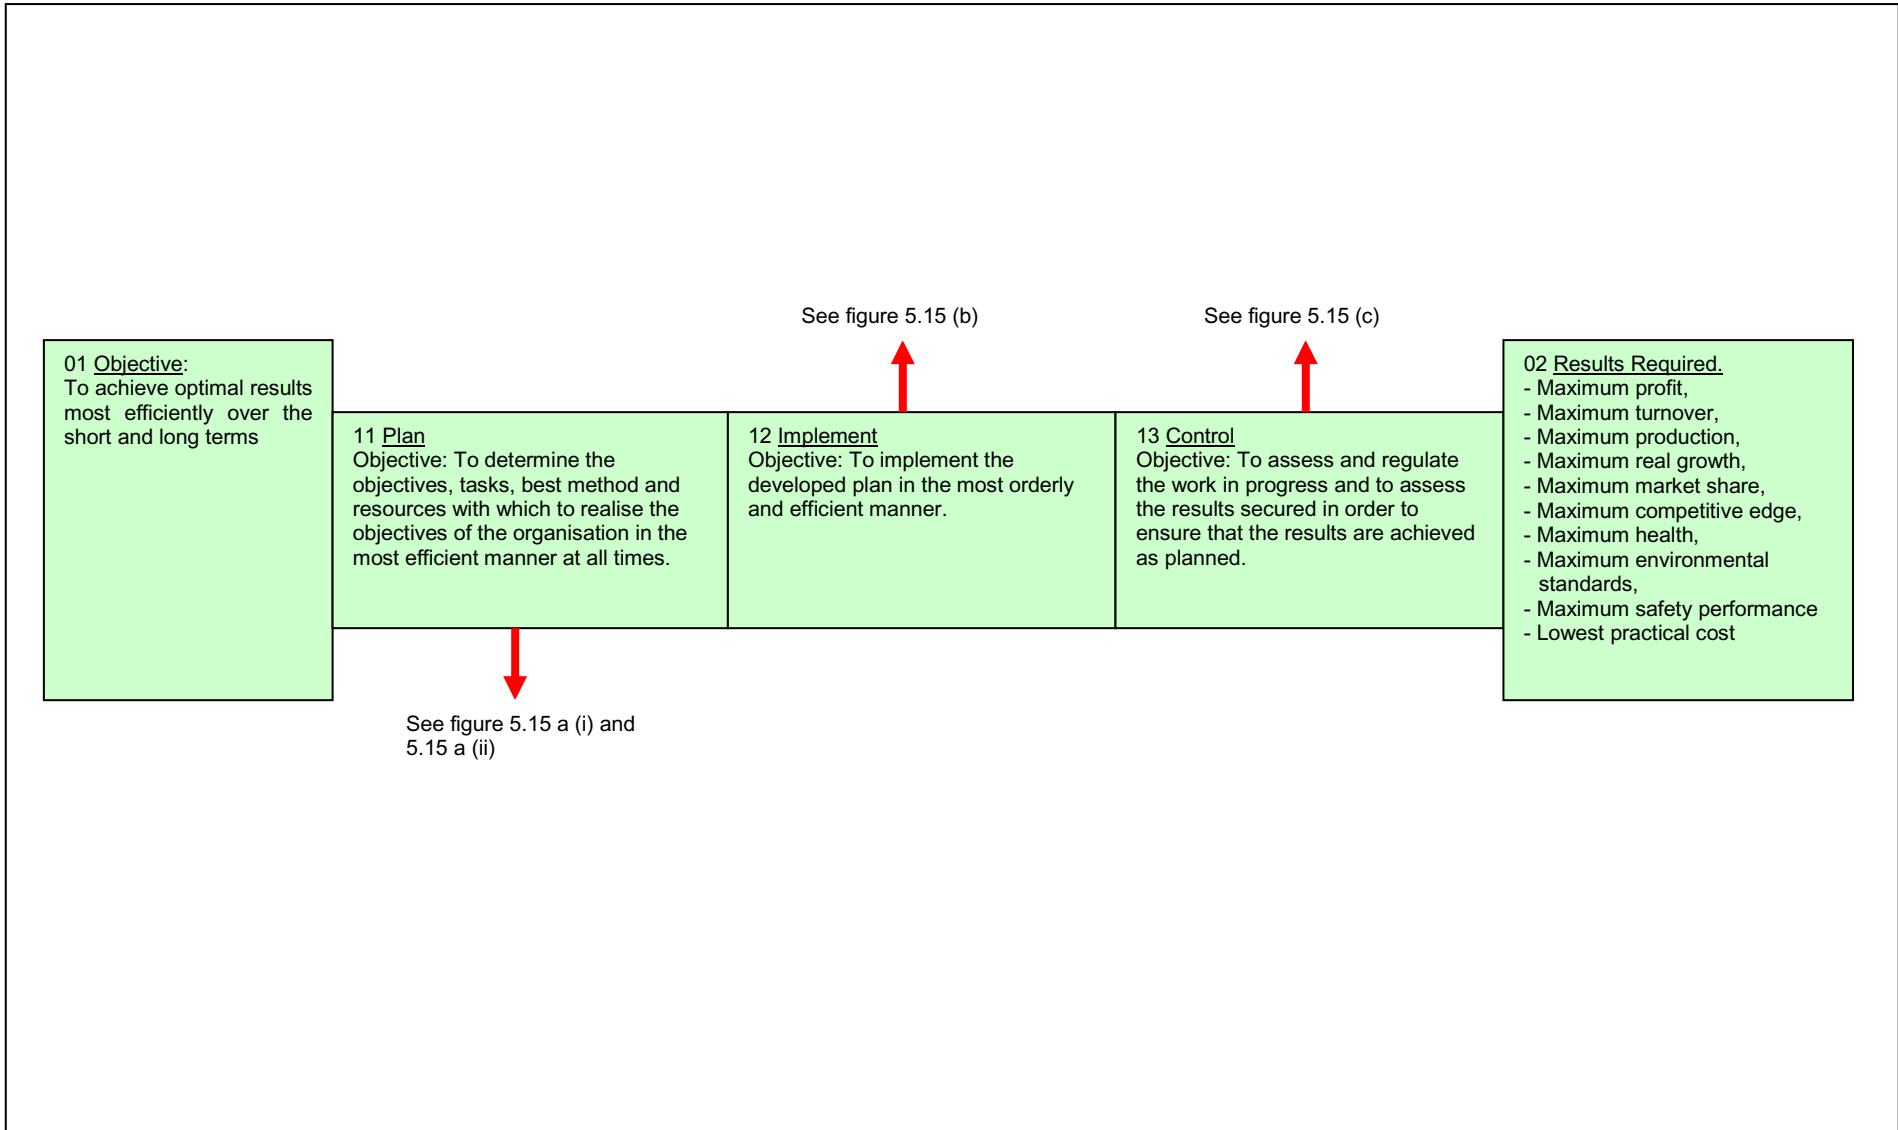 See figure 5.15 (b)
See figure 5.15 (c)
01 Objective:
To achieve optimal results
most efficiently over the
short and long terms
11 Plan
Objective: To determine the
objectives, tasks, best method and
resources with which to realise the
objectives of the organisation in the
most efficient manner at all times.
12 Implement
Objective: To implement the
developed plan in the most orderly
and efficient manner.
13 Control
Objective: To assess and regulate
the work in progress and to assess
the results secured in order to
ensure that the results are achieved
as planned.
02 Results Required.
- Maximum profit,
- Maximum turnover,
- Maximum production,
- Maximum real growth,
- Maximum market share,
- Maximum competitive edge,
- Maximum health,
- Maximum environmental
standards,
- Maximum safety performance
- Lowest practical cost
See figure 5.15 a (i) and
5.15 a (ii)